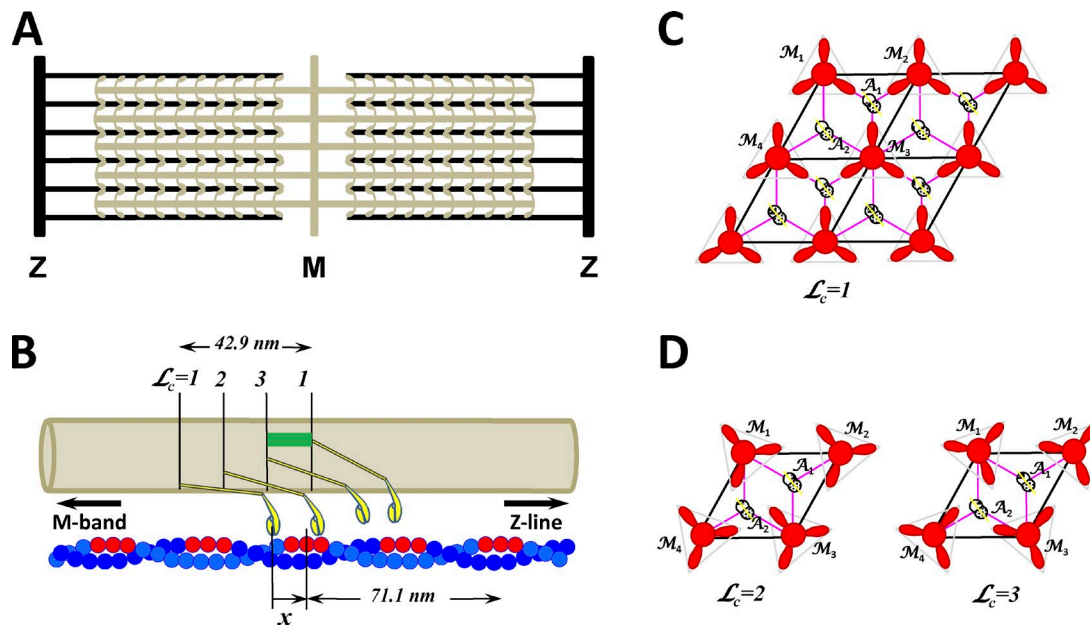 A
Z
M
Z
B
42.9 nm
ℒc=1 2 3 1
M-band
Z-line
x
71.1 nm
C
ℳ1
ℳ2
𝒜1
ℳ4
𝒜2
ℳ3
ℒc=1
D
ℳ1
ℳ2
𝒜1
𝒜2
ℳ4
ℳ3
ℒc=2
ℳ1
ℳ2
𝒜1
𝒜2
ℳ4
ℳ3
ℒc=3